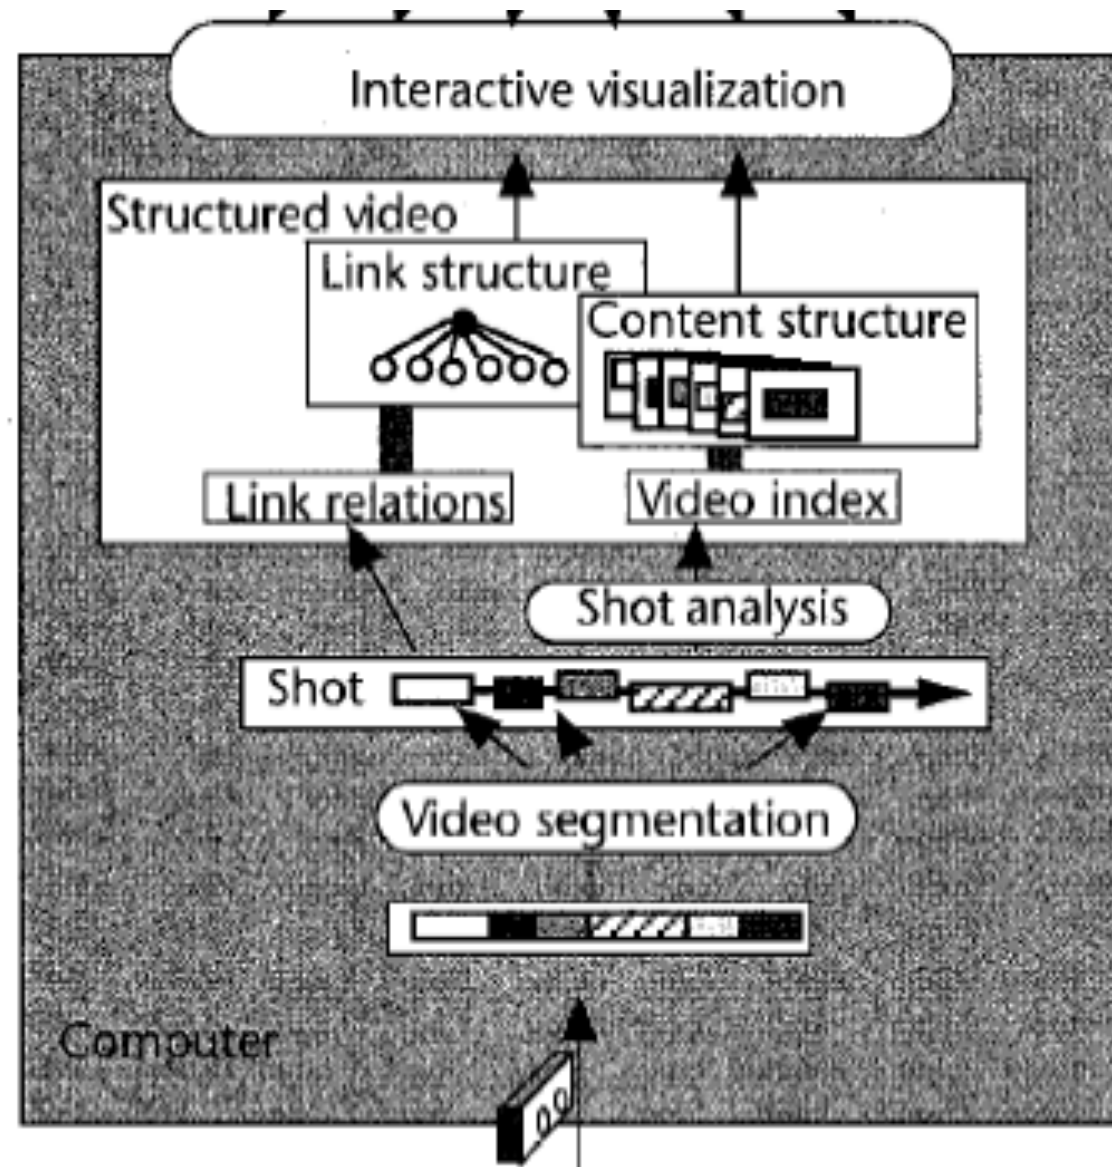 Interactive visualization
Structured video
Link structure
Content structure
Link relations
Video index
Shot analysis
Shot
Video segmentation
Computer